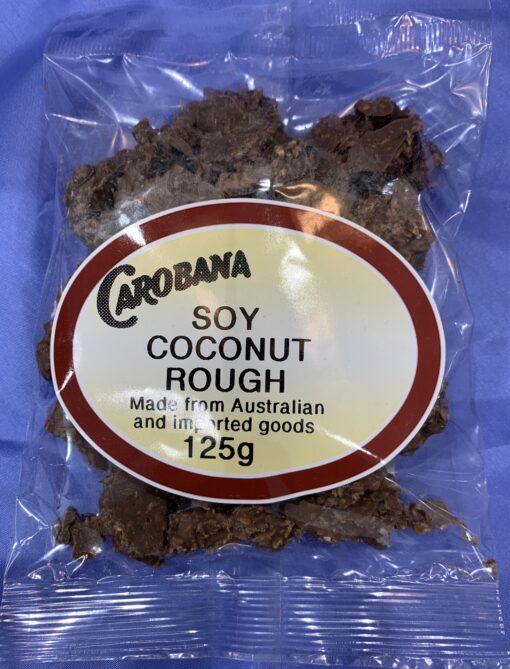 CAROBANA
SOY
COCONUT
ROUGH
Made from Australian
and imported goods
125g